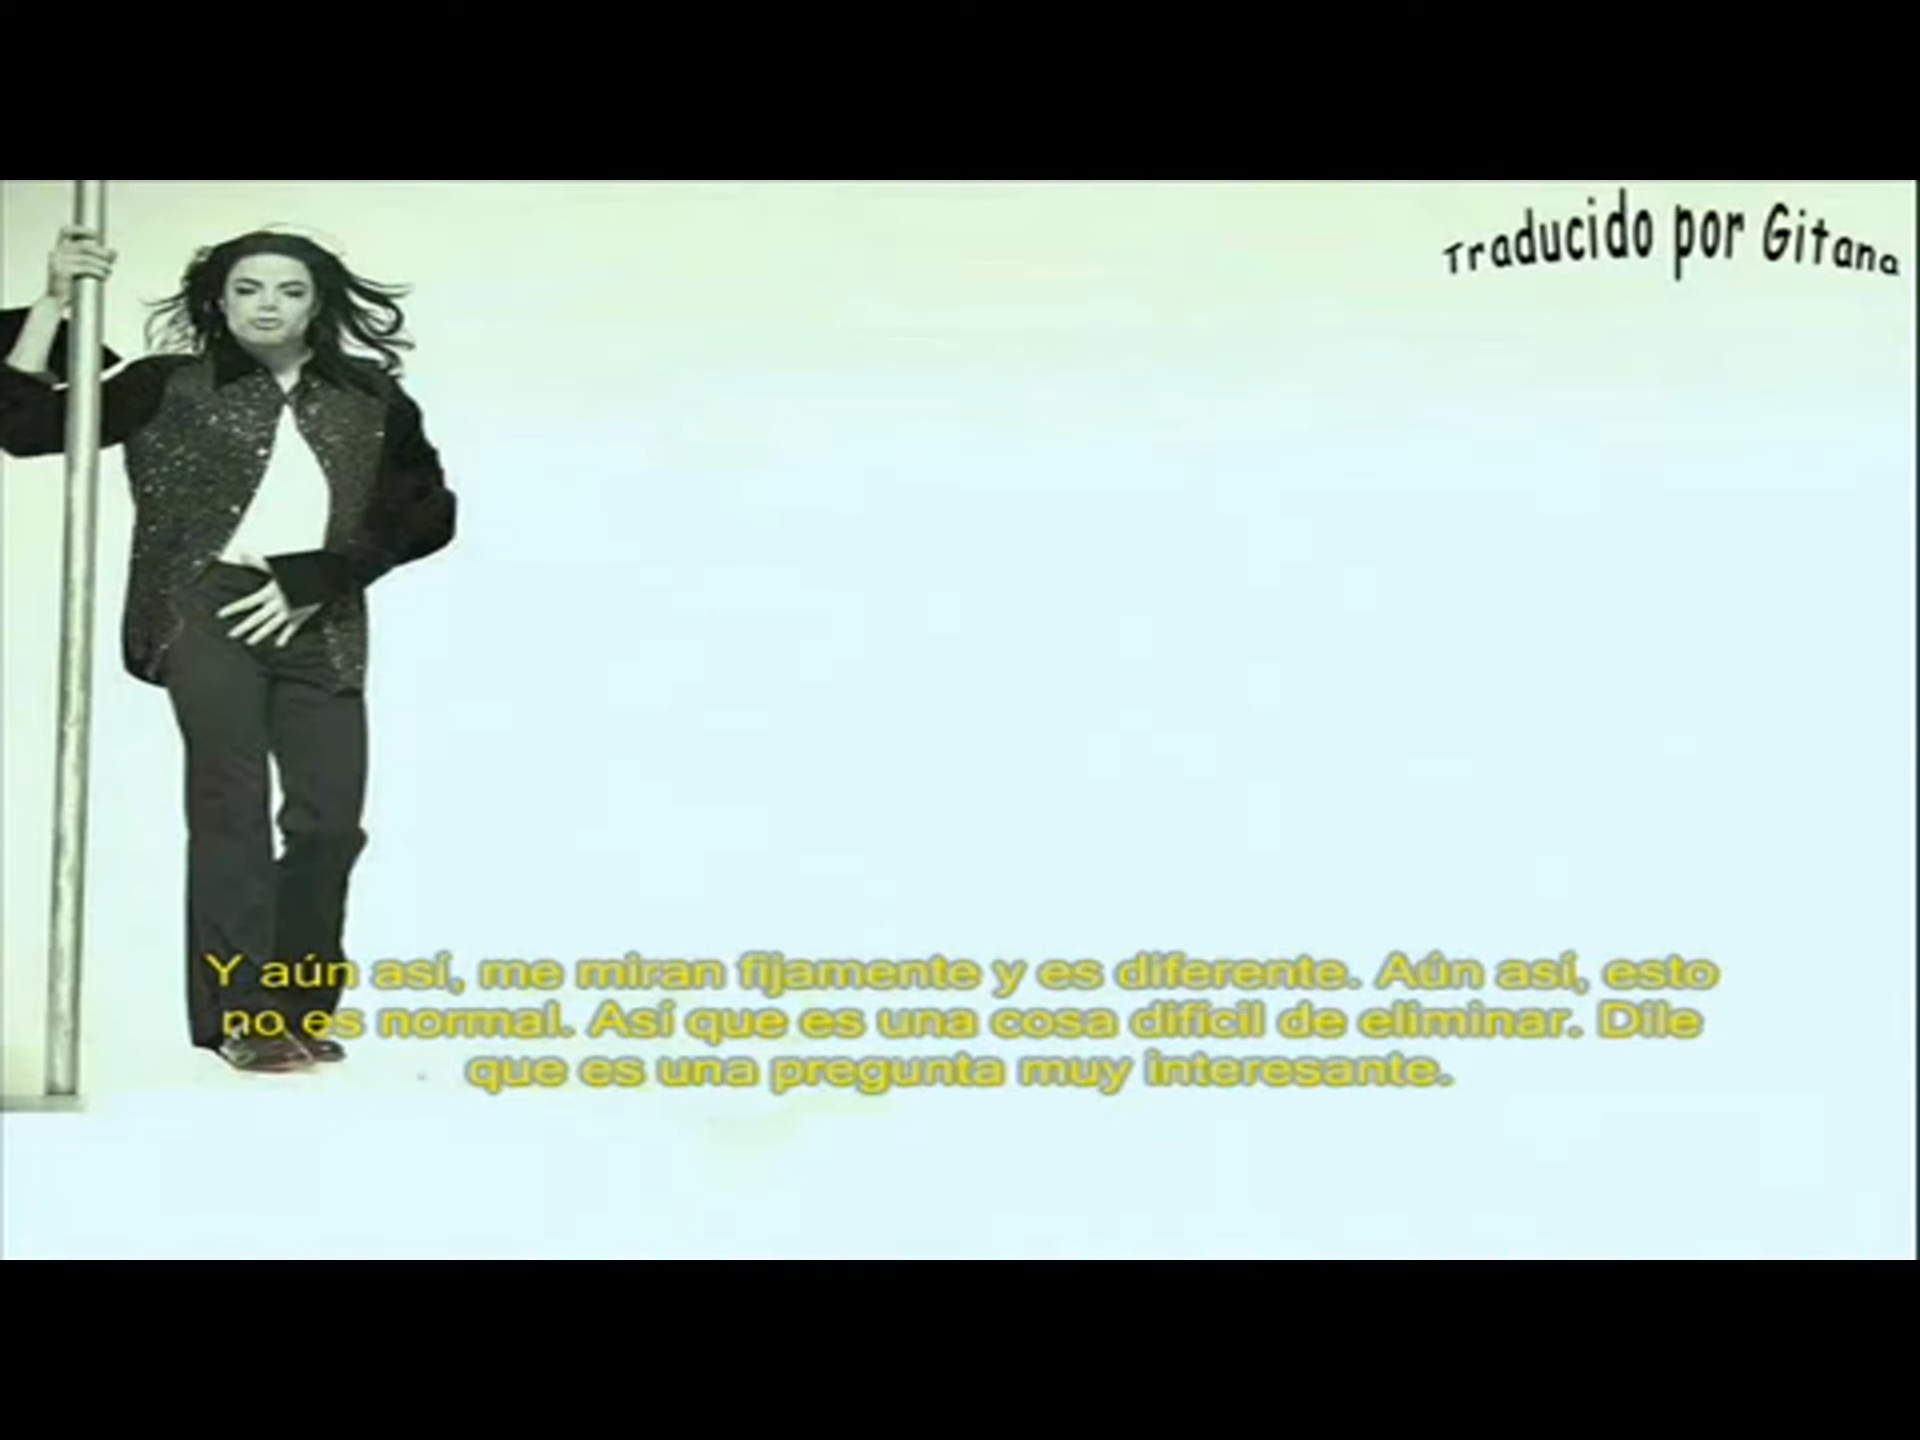 Traducido por Gitana
Y aún así, me miran fijamente y es diferente. Aún así, esto
no es normal. Así que es una cosa difícil de eliminar. Dile
que es una pregunta muy interesante.